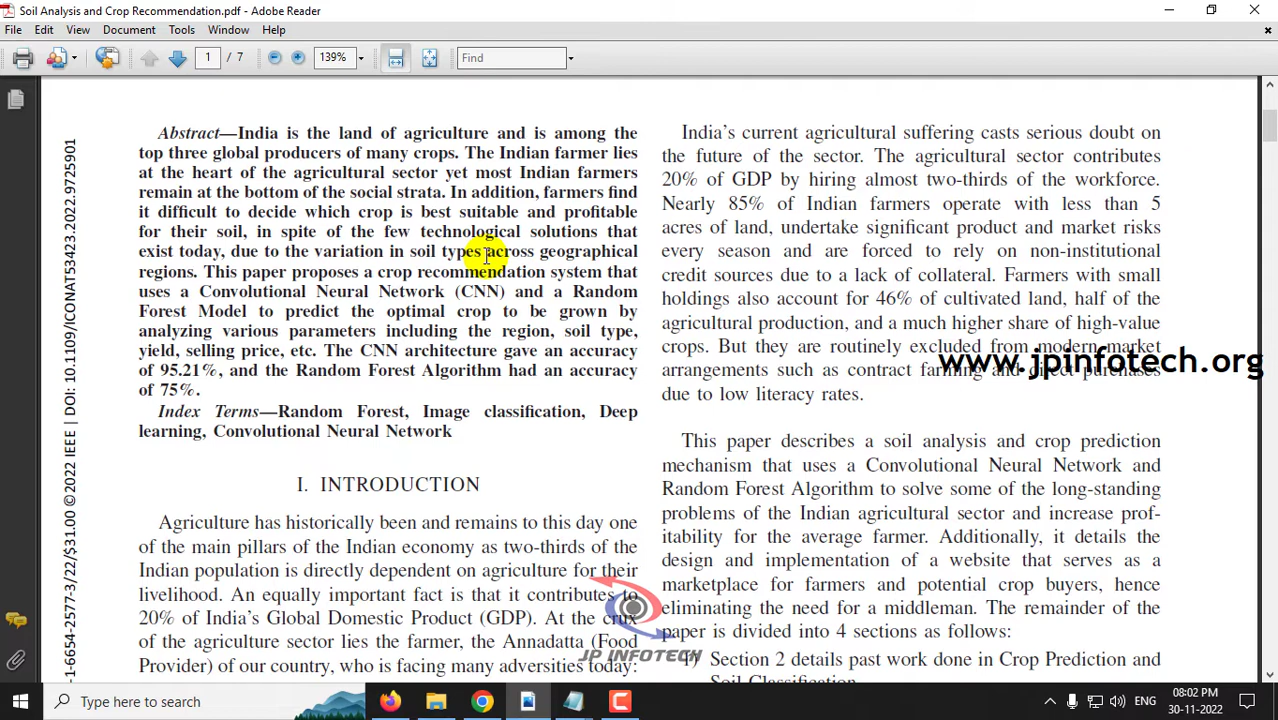 Soil Analysis and Crop Recommendation.pdf - Adobe Reader
File Edit View Document Tools Window Help
1 / 7 139% Find
Abstract—India is the land of agriculture and is among the
top three global producers of many crops. The Indian farmer lies
at the heart of the agricultural sector yet most Indian farmers
remain at the bottom of the social strata. In addition, farmers find
it difficult to decide which crop is best suitable and profitable
for their soil, in spite of the few technological solutions that
exist today, due to the variation in soil types across geographical
regions. This paper proposes a crop recommendation system that
uses a Convolutional Neural Network (CNN) and a Random
Forest Model to predict the optimal crop to be grown by
analyzing various parameters including the region, soil type,
yield, selling price, etc. The CNN architecture gave an accuracy
of 95.21%, and the Random Forest Algorithm had an accuracy
of 75%.
Index Terms—Random Forest, Image classification, Deep
learning, Convolutional Neural Network
I. INTRODUCTION
Agriculture has historically been and remains to this day one
of the main pillars of the Indian economy as two-thirds of the
Indian population is directly dependent on agriculture for their
livelihood. An equally important fact is that it contributes to
20% of India's Global Domestic Product (GDP). At the crux
of the agriculture sector lies the farmer, the Annadatta (Food
Provider) of our country, who is facing many adversities today:
India's current agricultural suffering casts serious doubt on
the future of the sector. The agricultural sector contributes
20% of GDP by hiring almost two-thirds of the workforce.
Nearly 85% of Indian farmers operate with less than 5
acres of land, undertake significant product and market risks
every season and are forced to rely on non-institutional
credit sources due to a lack of collateral. Farmers with small
holdings also account for 46% of cultivated land, half of the
agricultural production, and a much higher share of high-value
crops. But they are routinely excluded from modern market
arrangements such as contract farming and direct purchases
due to low literacy rates.
This paper describes a soil analysis and crop prediction
mechanism that uses a Convolutional Neural Network and
Random Forest Algorithm to solve some of the long-standing
problems of the Indian agricultural sector and increase prof-
itability for the average farmer. Additionally, it details the
design and implementation of a website that serves as a
marketplace for farmers and potential crop buyers, hence
eliminating the need for a middleman. The remainder of the
paper is divided into 4 sections as follows:
1) Section 2 details past work done in Crop Prediction and
Soil Classification
www.jpinfotech.org
JP INFOTECH
1-6654-2577-3/22/$31.00 ©2022 IEEE | DOI: 10.1109/ICONAT53423.2022.9725901
Type here to search
ENG
08:02 PM
30-11-2022